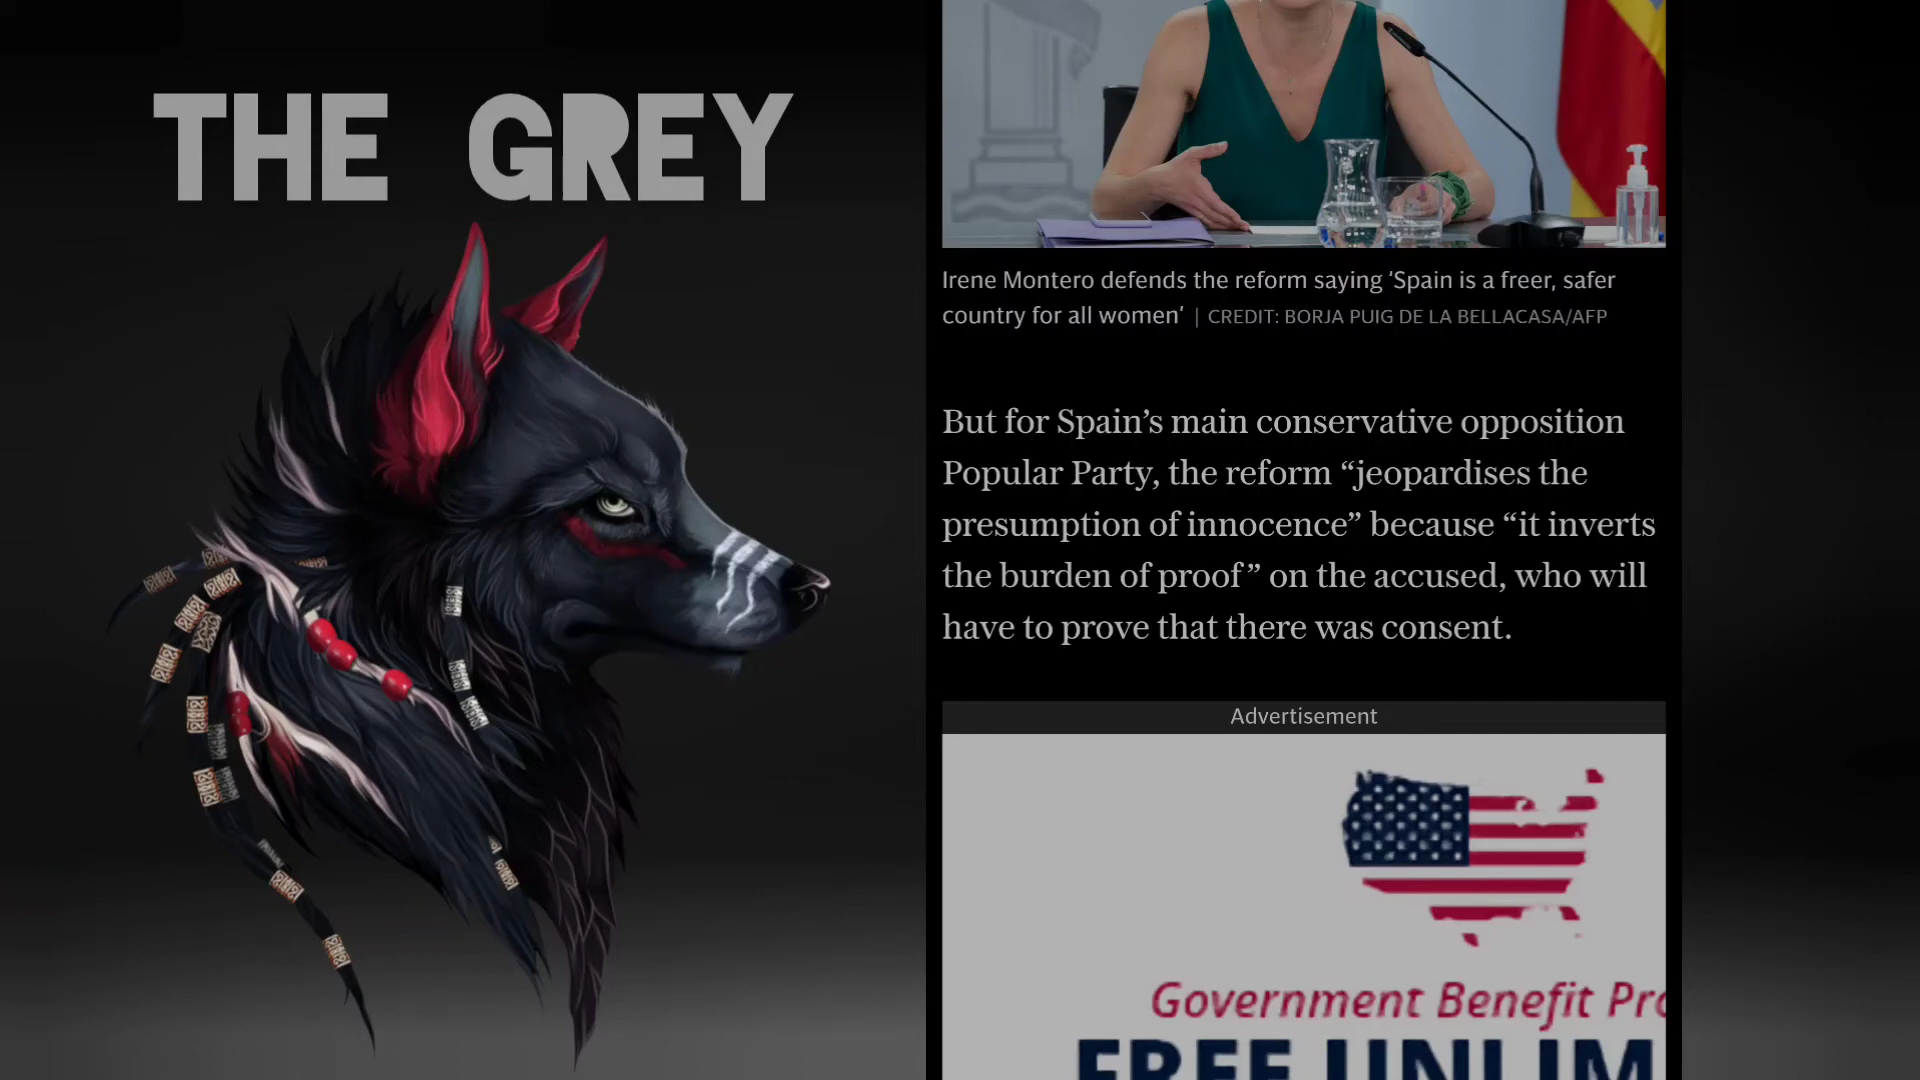 THE GREY
Irene Montero defends the reform saying ‘Spain is a freer, safer
country for all women’ | CREDIT: BORJA PUIG DE LA BELLACASA/AFP
But for Spain’s main conservative opposition
Popular Party, the reform “jeopardises the
presumption of innocence” because “it inverts
the burden of proof” on the accused, who will
have to prove that there was consent.
Advertisement
Government Benefit Pro
FREE UNLIM